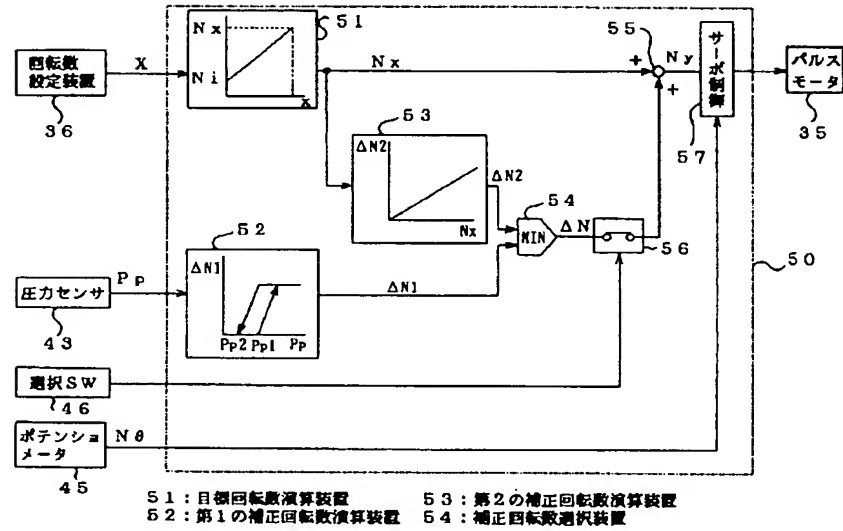 回転数
設定装置
36
X
Nx
Ni
X
51
Nx
55
Ny
サーボ制御
57
パルス
モータ
35
53
ΔN2
Nx
ΔN2
54
MIN
ΔN
56
50
52
ΔN1
Pp2 Pp1 Pp
ΔN1
圧力センサ
43
Pp
選択SW
46
ポテンショ
メータ
45
Nθ
+
+
51:目標回転数演算装置 53:第2の補正回転数演算装置
52:第1の補正回転数演算装置 54:補正回転数選択装置